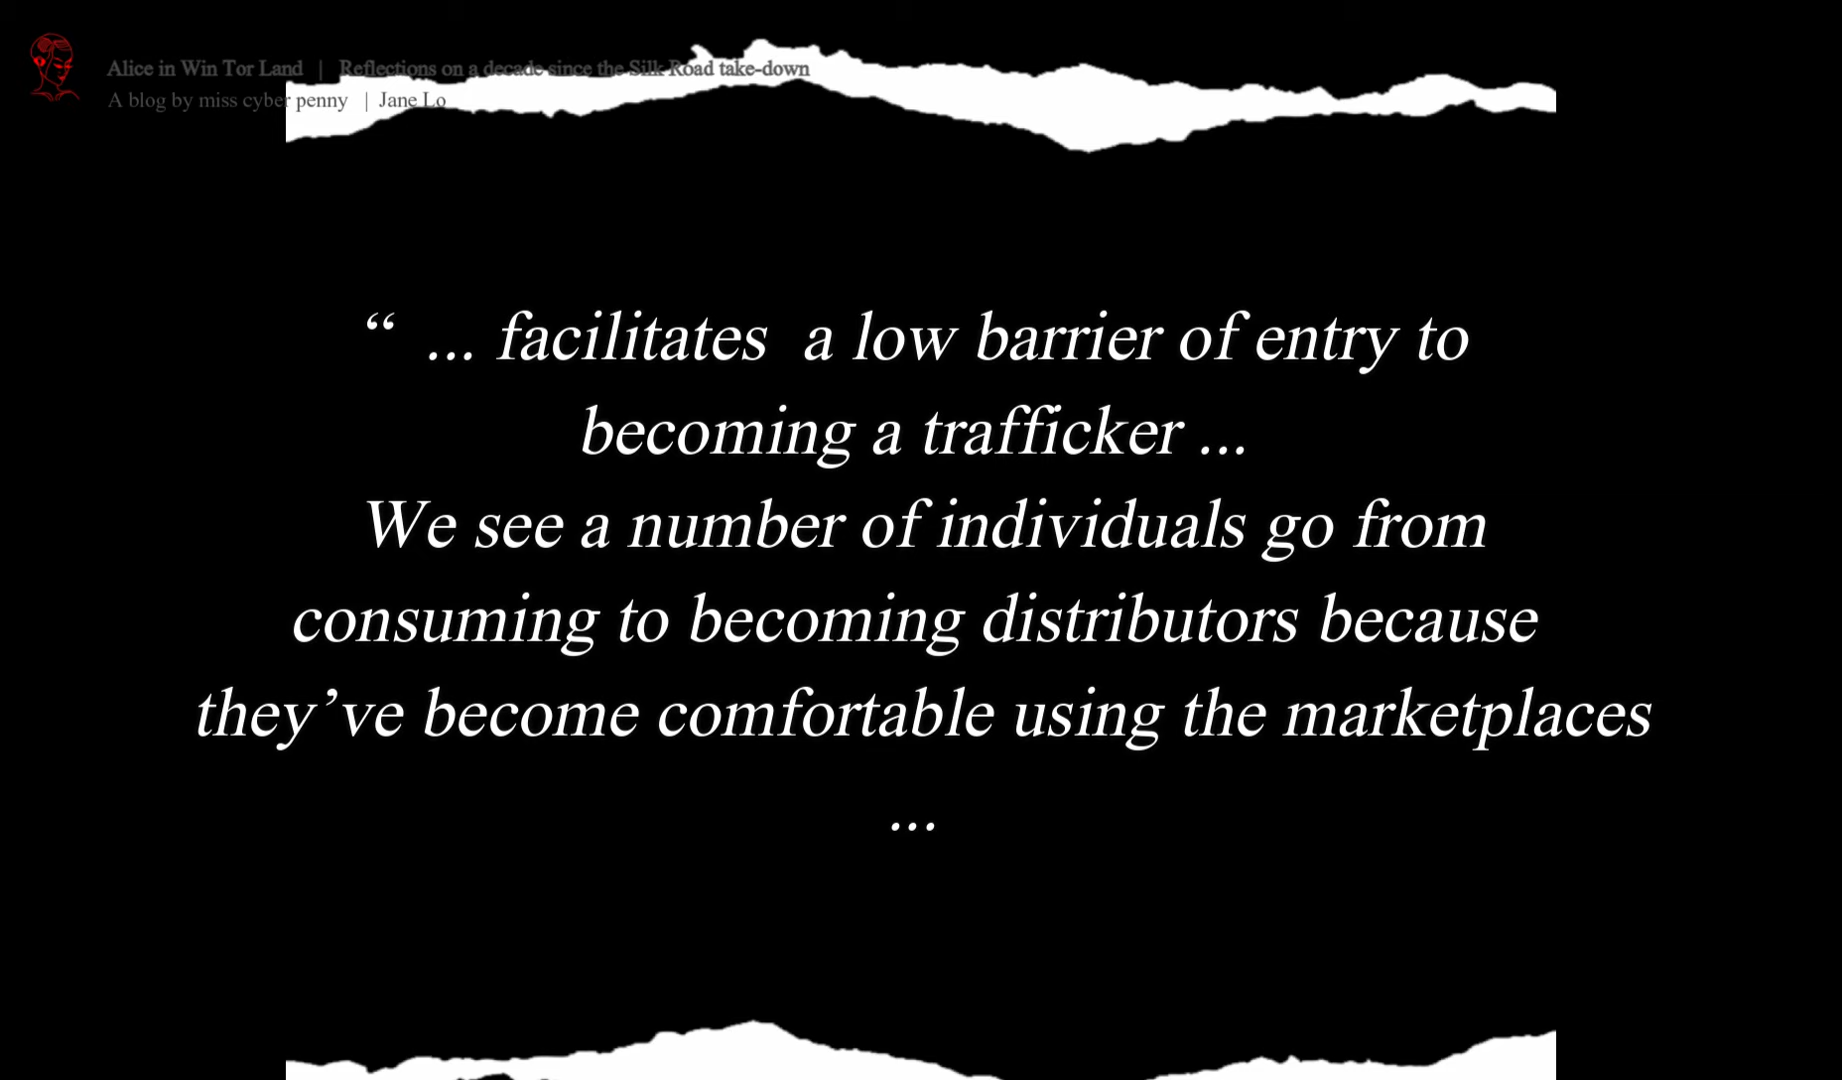 Alice in Win Tor Land | Reflections on a decade since the Silk Road take-down
A blog by miss cyber penny | Jane Lo
“ ... facilitates a low barrier of entry to
becoming a trafficker ...
We see a number of individuals go from
consuming to becoming distributors because
they’ve become comfortable using the marketplaces
...